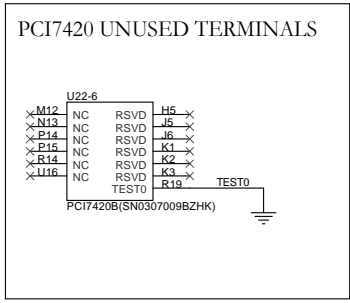 PCI7420 UNUSED TERMINALS
U22-6
M12 NC RSVD H5
N13 NC RSVD J5
P14 NC RSVD J6
P15 NC RSVD K1
R14 NC RSVD K2
U16 NC RSVD K3
TEST0 R19 TEST0
PCI7420B(SN0307009BZHK)